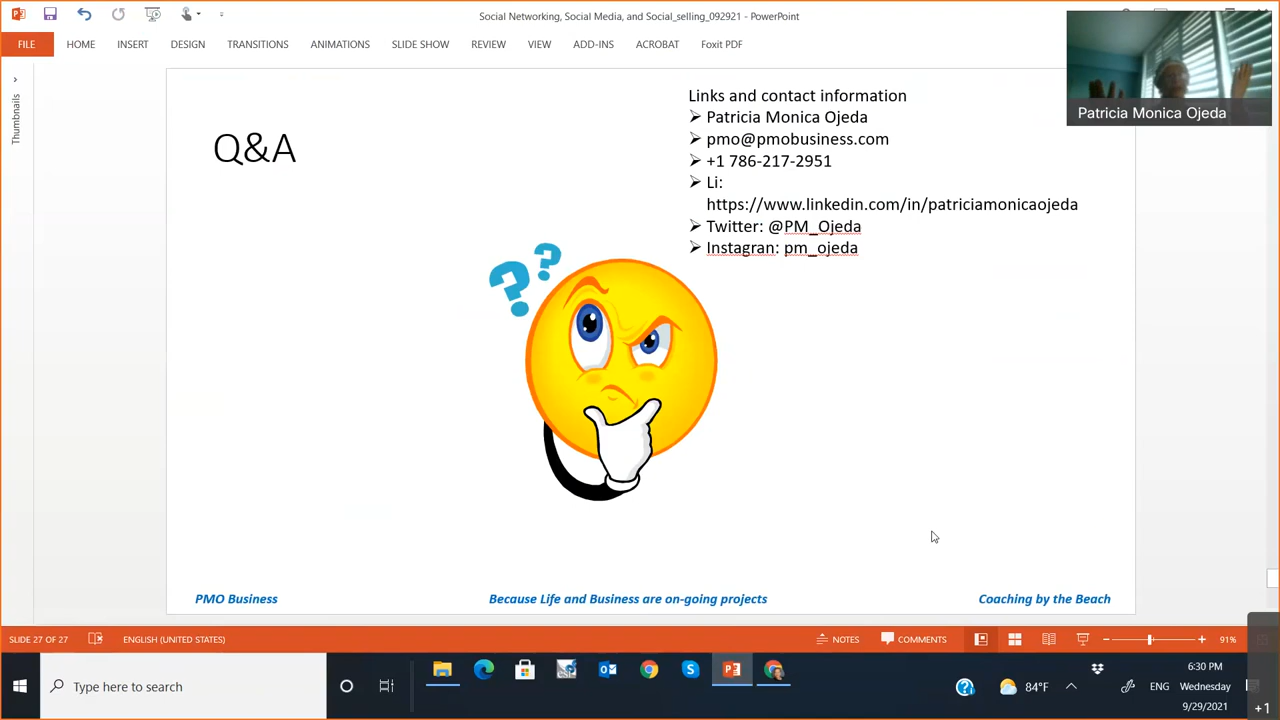 Social Networking, Social Media, and Social_selling_092921 - PowerPoint
FILE HOME INSERT DESIGN TRANSITIONS ANIMATIONS SLIDE SHOW REVIEW VIEW ADD-INS ACROBAT Foxit PDF
Patricia Monica Ojeda
Thumbnails
Q&A
Links and contact information
Patricia Monica Ojeda
pmo@pmobusiness.com
+1 786-217-2951
Li:
https://www.linkedin.com/in/patriciamonicaojeda
Twitter: @PM_Ojeda
Instagran: pm_ojeda
? ?
PMO Business Because Life and Business are on-going projects Coaching by the Beach
SLIDE 27 OF 27 ENGLISH (UNITED STATES) NOTES COMMENTS 91%
Type here to search
84°F ENG
6:30 PM
Wednesday
9/29/2021
+1